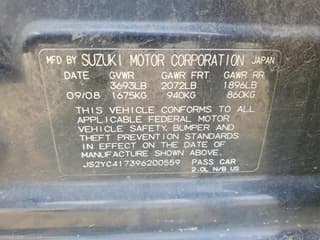 MFD. BY SUZUKI MOTOR CORPORATION JAPAN
DATE GVWR GAWR FRT GAWR RR
3693LB 2072LB 1896LB
09/08 1675KG 940KG 860KG
THIS VEHICLE CONFORMS TO ALL
APPLICABLE FEDERAL MOTOR
VEHICLE SAFETY, BUMPER AND
THEFT PREVENTION STANDARDS
IN EFFECT ON THE DATE OF
MANUFACTURE SHOWN ABOVE.
JS2YC417396200559 PASS CAR
2.0L N/B US